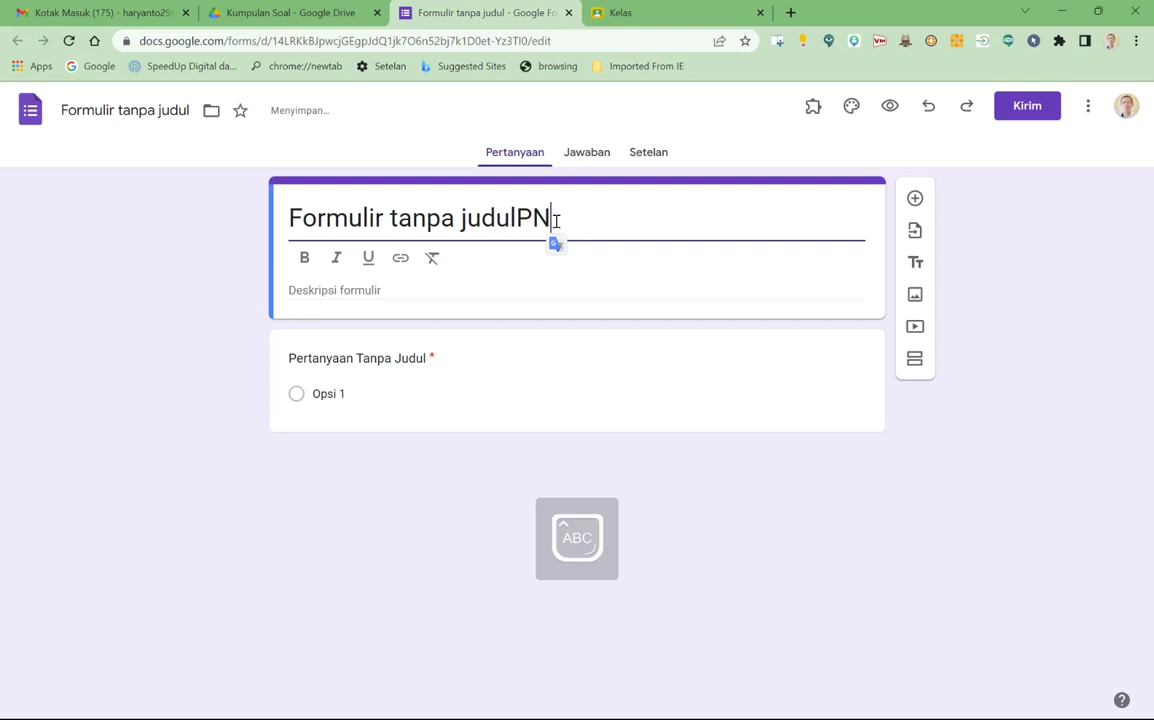 Kotak Masuk (175) - haryanto29
Kumpulan Soal - Google Drive
Formulir tanpa judul - Google Fo
Kelas
docs.google.com/forms/d/14LRKkBJpwcjGEgpJdQ1jk7O6n52bj7k1D0et-Yz3TI0/edit
Apps
Google
SpeedUp Digital da...
chrome://newtab
Setelan
Suggested Sites
browsing
Imported From IE
Formulir tanpa judul
Menyimpan...
Kirim
Pertanyaan
Jawaban
Setelan
Formulir tanpa judulPN
B I U
Deskripsi formulir
Tt
Pertanyaan Tanpa Judul *
Opsi 1
ABC